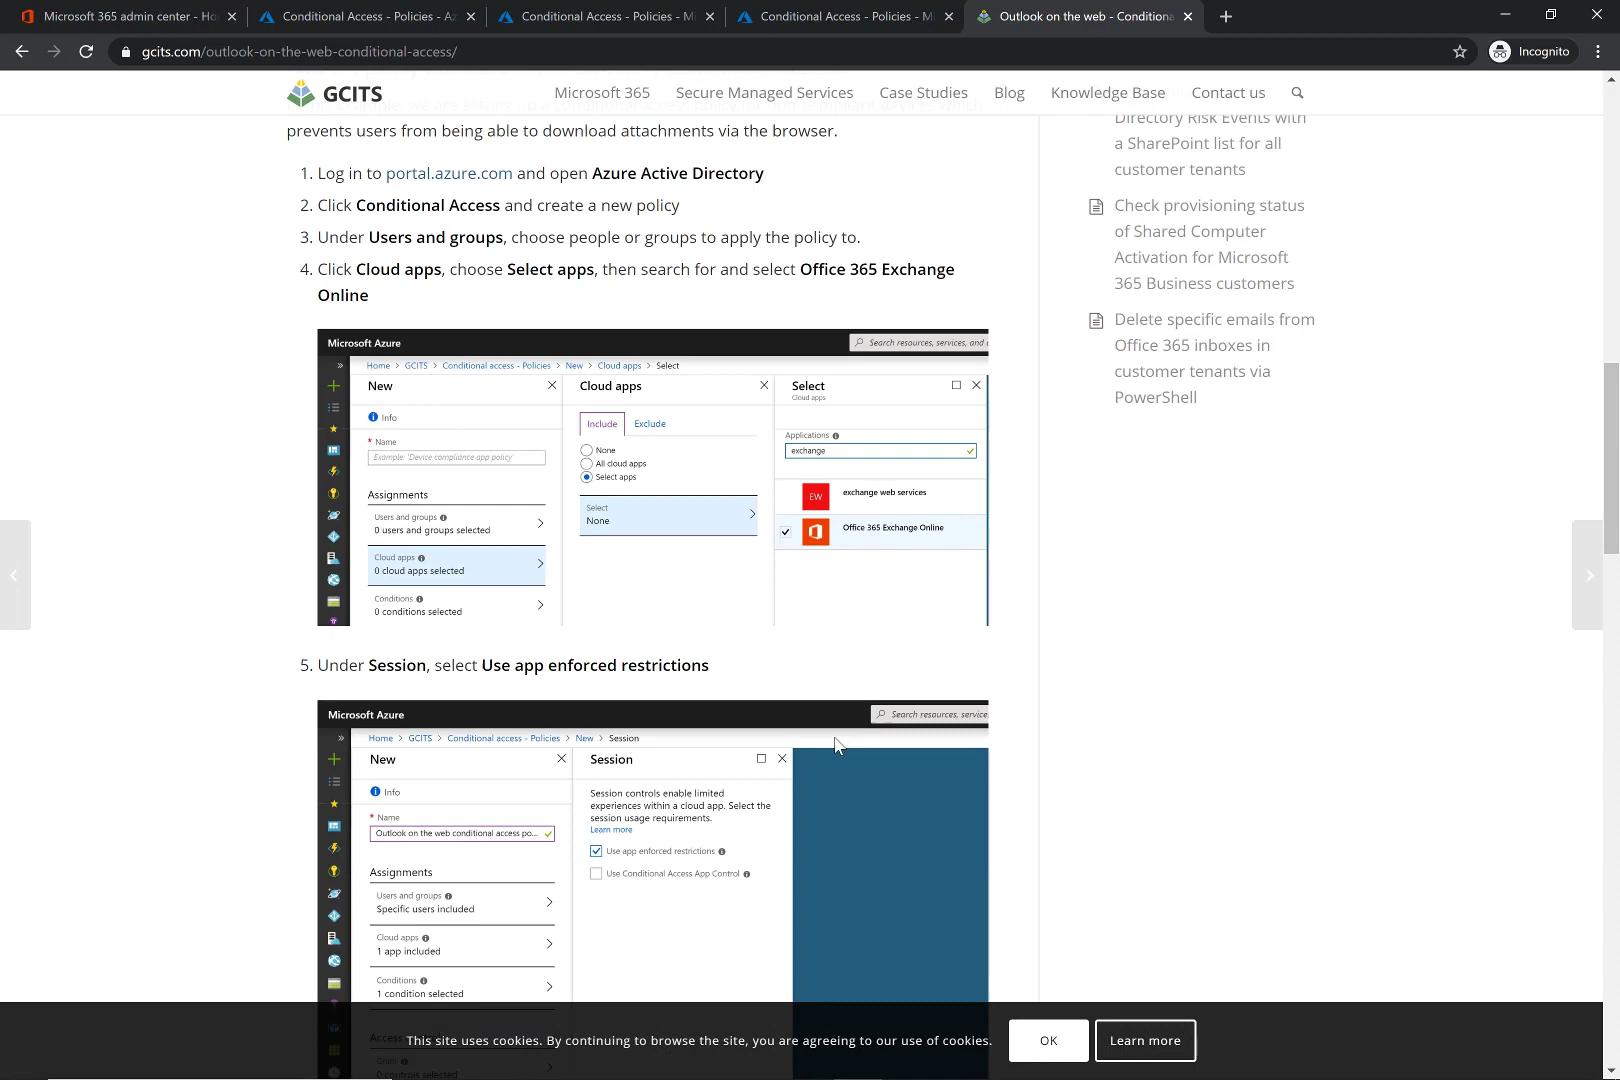 Microsoft 365 admin center - Ho
Conditional Access - Policies - Az
Conditional Access - Policies - Mi
Conditional Access - Policies - Mi
Outlook on the web - Conditiona
gcits.com/outlook-on-the-web-conditional-access/
Incognito
GCITS
Microsoft 365
Secure Managed Services
Case Studies
Blog
Knowledge Base
Contact us
prevents users from being able to download attachments via the browser.
1. Log in to portal.azure.com and open Azure Active Directory
2. Click Conditional Access and create a new policy
3. Under Users and groups, choose people or groups to apply the policy to.
4. Click Cloud apps, choose Select apps, then search for and select Office 365 Exchange
Online
Microsoft Azure
Search resources, services, and
Home > GCITS > Conditional access - Policies > New > Cloud apps > Select
New
Info
* Name
Example: 'Device compliance app policy'
Assignments
Users and groups
0 users and groups selected
Cloud apps
0 cloud apps selected
Conditions
0 conditions selected
Cloud apps
Include
Exclude
None
All cloud apps
Select apps
Select
None
Select
Cloud apps
Applications
exchange
EW
exchange web services
Office 365 Exchange Online
5. Under Session, select Use app enforced restrictions
Microsoft Azure
Search resources, service
Home > GCITS > Conditional access - Policies > New > Session
New
Info
* Name
Outlook on the web conditional access po...
Assignments
Users and groups
Specific users included
Cloud apps
1 app included
Conditions
1 condition selected
Session
Session controls enable limited
experiences within a cloud app. Select the
session usage requirements.
Learn more
Use app enforced restrictions
Use Conditional Access App Control
Directory Risk Events with
a SharePoint list for all
customer tenants
Check provisioning status
of Shared Computer
Activation for Microsoft
365 Business customers
Delete specific emails from
Office 365 inboxes in
customer tenants via
PowerShell
This site uses cookies. By continuing to browse the site, you are agreeing to our use of cookies.
OK
Learn more